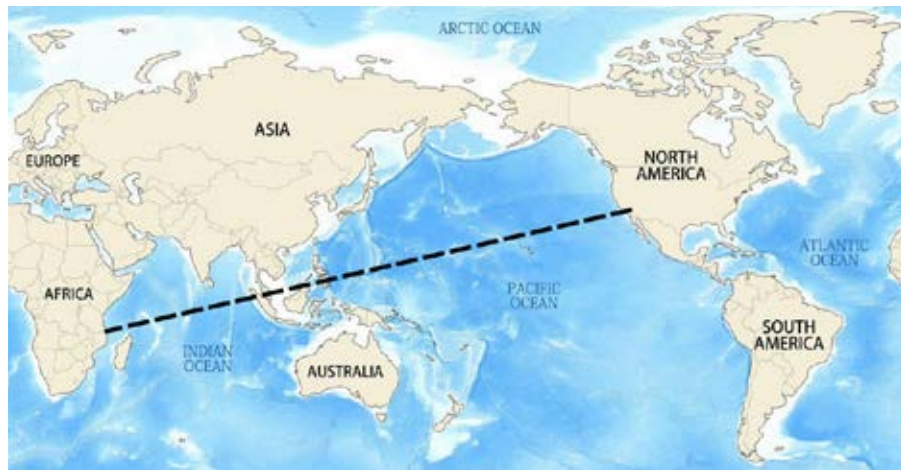 ARCTIC OCEAN
ASIA
EUROPE
NORTH
AMERICA
ATLANTIC
OCEAN
AFRICA
PACIFIC
OCEAN
INDIAN
OCEAN
SOUTH
AMERICA
AUSTRALIA